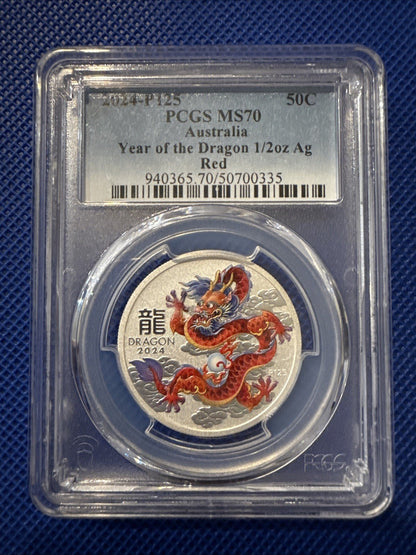 2024-P125 50C
PCGS MS70
Australia
Year of the Dragon 1/2oz Ag
Red
940365.70/50700335
龍
DRAGON
2024
P125
PCGS